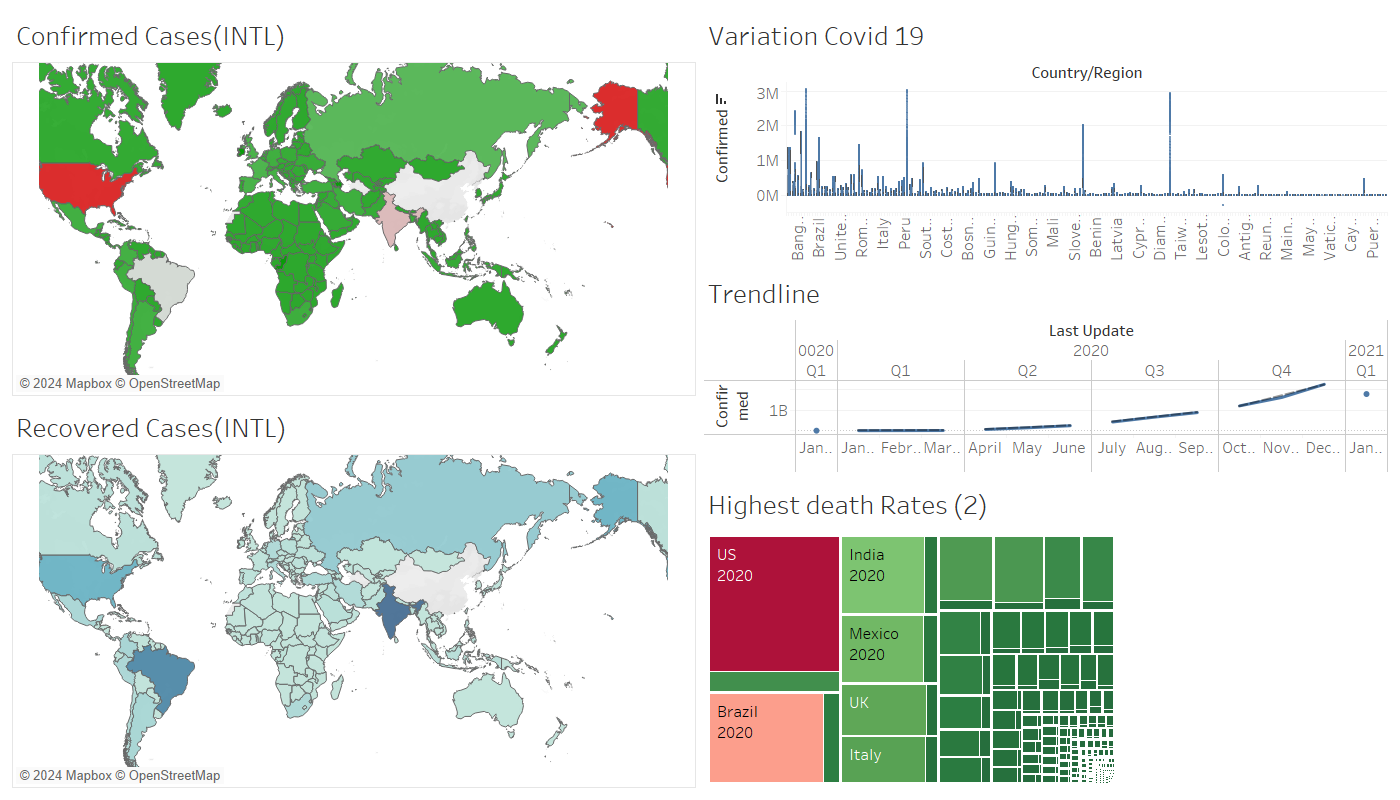 Confirmed Cases(INTL)
© 2024 Mapbox © OpenStreetMap
Recovered Cases(INTL)
© 2024 Mapbox © OpenStreetMap
Variation Covid 19
Country/Region
Confirmed
3M
2M
1M
0M
Bang..
Brazil
Unite..
Rom..
Italy
Peru
Sout..
Cost..
Bosn..
Guin..
Hung..
Som..
Mali
Slove..
Benin
Latvia
Cypr..
Diam..
Taiw..
Lesot..
Colo..
Antig..
Reun..
Main..
May..
Vatic..
Cay..
Puer..
Trendline
Last Update
0020 2020 2021
Q1 Q1 Q2 Q3 Q4 Q1
Confir
med
1B
Jan.. Jan.. Febr.. Mar.. April May June July Aug.. Sep.. Oct.. Nov.. Dec.. Jan..
Highest death Rates (2)
US
2020
Brazil
2020
India
2020
Mexico
2020
UK
Italy